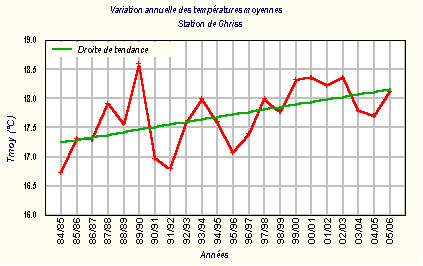 Variation annuelle des températures moyennes
Station de Ghriss
Droite de tendance
19.0
18.5
18.0
17.5
17.0
16.5
16.0
Tmoy (°C)
84/85 85/86 86/87 87/88 88/89 89/90 90/91 91/92 92/93 93/94 94/95 95/96 96/97 97/98 98/99 99/00 00/01 01/02 02/03 03/04 04/05 05/06
Années